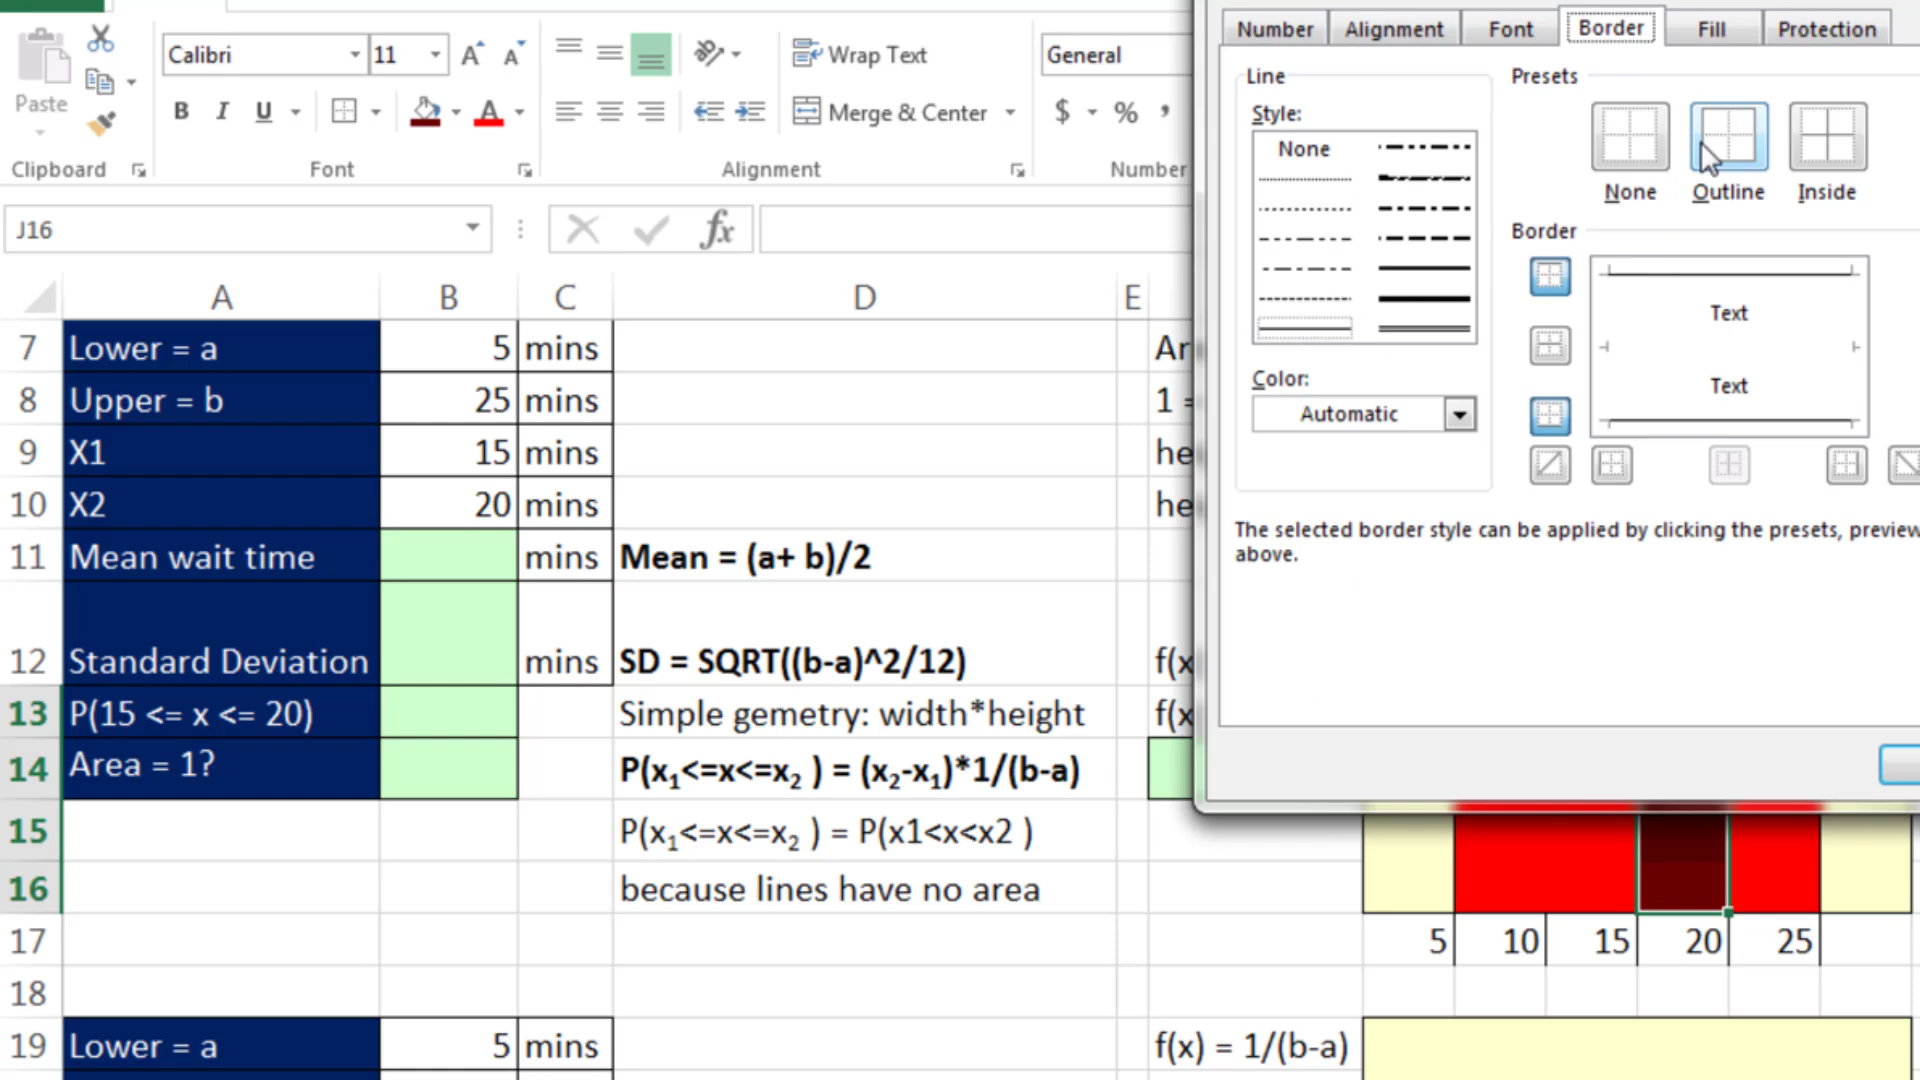 Calibri
11
Wrap Text
General
Paste
B I U
A
Merge & Center
$ % ,
Clipboard
Font
Alignment
Number
J16
fx
A B C D E
7 Lower = a 5 mins
8 Upper = b 25 mins
1 =
9 X1 15 mins
10 X2 20 mins
11 Mean wait time mins Mean = (a+ b)/2
12 Standard Deviation mins SD = SQRT((b-a)^2/12)
13 P(15 <= x <= 20) Simple gemetry: width*height
14 Area = 1? P(x₁<=x<=x₂ ) = (x₂-x₁)*1/(b-a)
15 P(x₁<=x<=x₂ ) = P(x1<x<x2 )
16 because lines have no area
17 5 10 15 20 25
18
19 Lower = a 5 mins f(x) = 1/(b-a)
Number Alignment Font Border Fill Protection
Line
Presets
Style:
None
None Outline Inside
Border
Text
Text
Color:
Automatic
The selected border style can be applied by clicking the presets, preview
above.